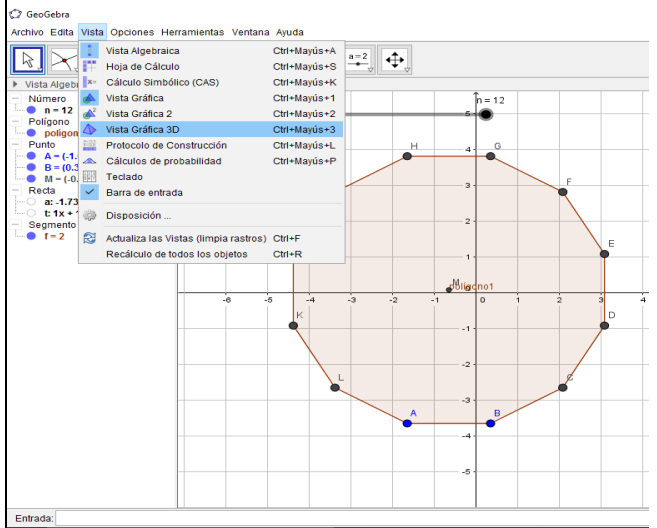 GeoGebra
Archivo Edita Vista Opciones Herramientas Ventana Ayuda
a = 2
Vista Algebraica Ctrl+Mayús+A
Hoja de Cálculo Ctrl+Mayús+S
Cálculo Simbólico (CAS) Ctrl+Mayús+K
Vista Gráfica Ctrl+Mayús+1
Vista Gráfica 2 Ctrl+Mayús+2
Vista Gráfica 3D Ctrl+Mayús+3
Protocolo de Construcción Ctrl+Mayús+L
Cálculos de probabilidad Ctrl+Mayús+P
Teclado
Barra de entrada
Disposición ...
Actualiza las Vistas (limpia rastros) Ctrl+F
Recálculo de todos los objetos Ctrl+R
Vista Algeb
Número
n = 12
Polígono
polígon
Punto
A = (-1.
B = (0.3
M = (-0.
Recta
a: -1.73
t: 1x + 
Segmento
f = 2
n = 12
5
H
G
4
F
3
2
E
1
M
polígono1
-6 -5 -4 -3 -2 -1 0 1 2 3 4
K
D
-1
-2
L
C
-3
A
B
-4
-5
Entrada: